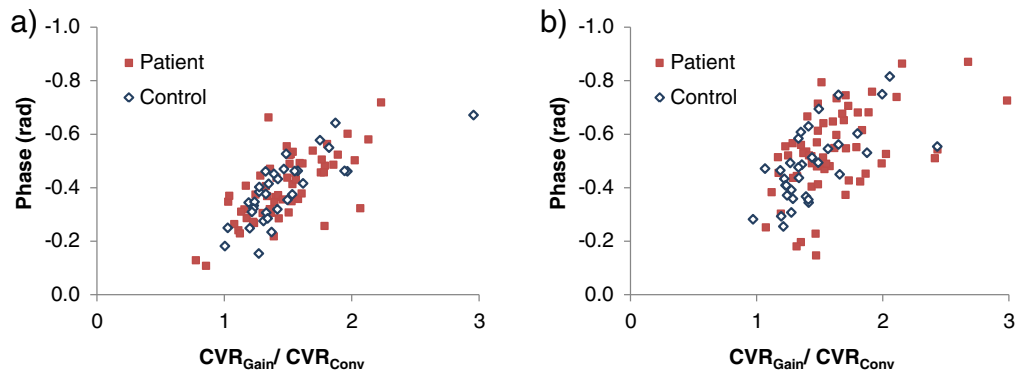 a)
Phase (rad)
-1.0
-0.8
-0.6
-0.4
-0.2
0.0
Patient
Control
0 1 2 3
CVRGain/ CVRConv
b)
Phase (rad)
-1.0
-0.8
-0.6
-0.4
-0.2
0.0
Patient
Control
0 1 2 3
CVRGain/ CVRConv